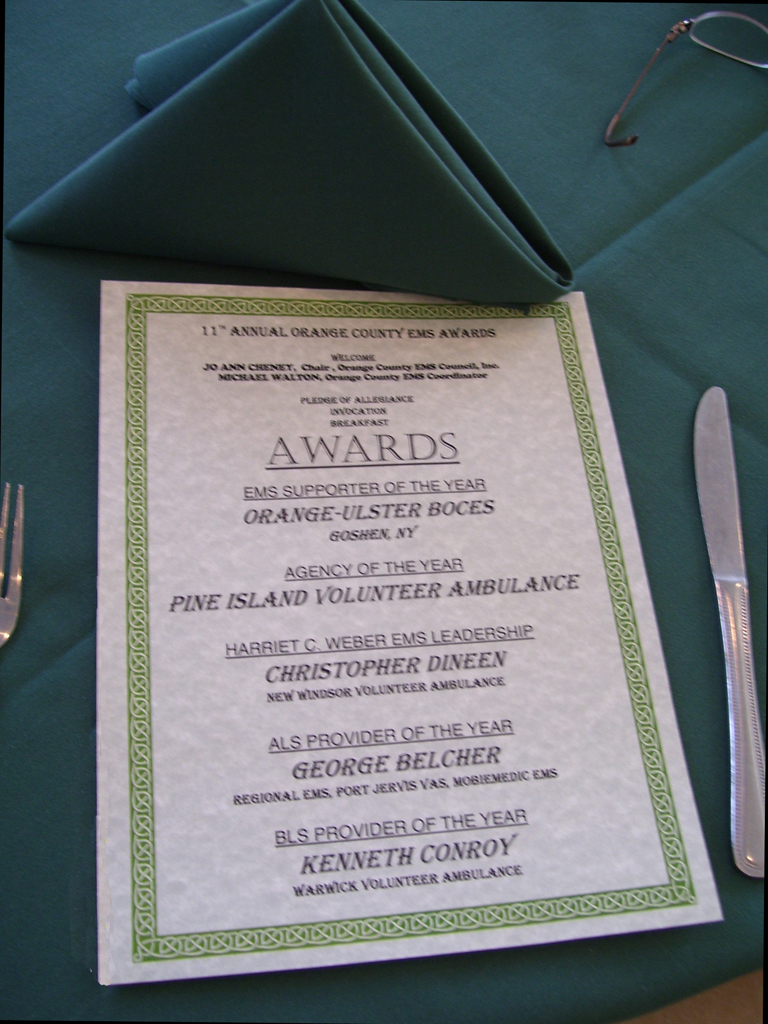 11TH ANNUAL ORANGE COUNTY EMS AWARDS
WELCOME
JO ANN CHENEY, Chair , Orange County EMS Council, Inc.
MICHAEL WALTON, Orange County EMS Coordinator
PLEDGE OF ALLEGIANCE
INVOCATION
BREAKFAST
AWARDS
EMS SUPPORTER OF THE YEAR
ORANGE-ULSTER BOCES
GOSHEN, NY
AGENCY OF THE YEAR
PINE ISLAND VOLUNTEER AMBULANCE
HARRIET C. WEBER EMS LEADERSHIP
CHRISTOPHER DINEEN
NEW WINDSOR VOLUNTEER AMBULANCE
ALS PROVIDER OF THE YEAR
GEORGE BELCHER
REGIONAL EMS, PORT JERVIS VAS, MOBIEMEDIC EMS
BLS PROVIDER OF THE YEAR
KENNETH CONROY
WARWICK VOLUNTEER AMBULANCE